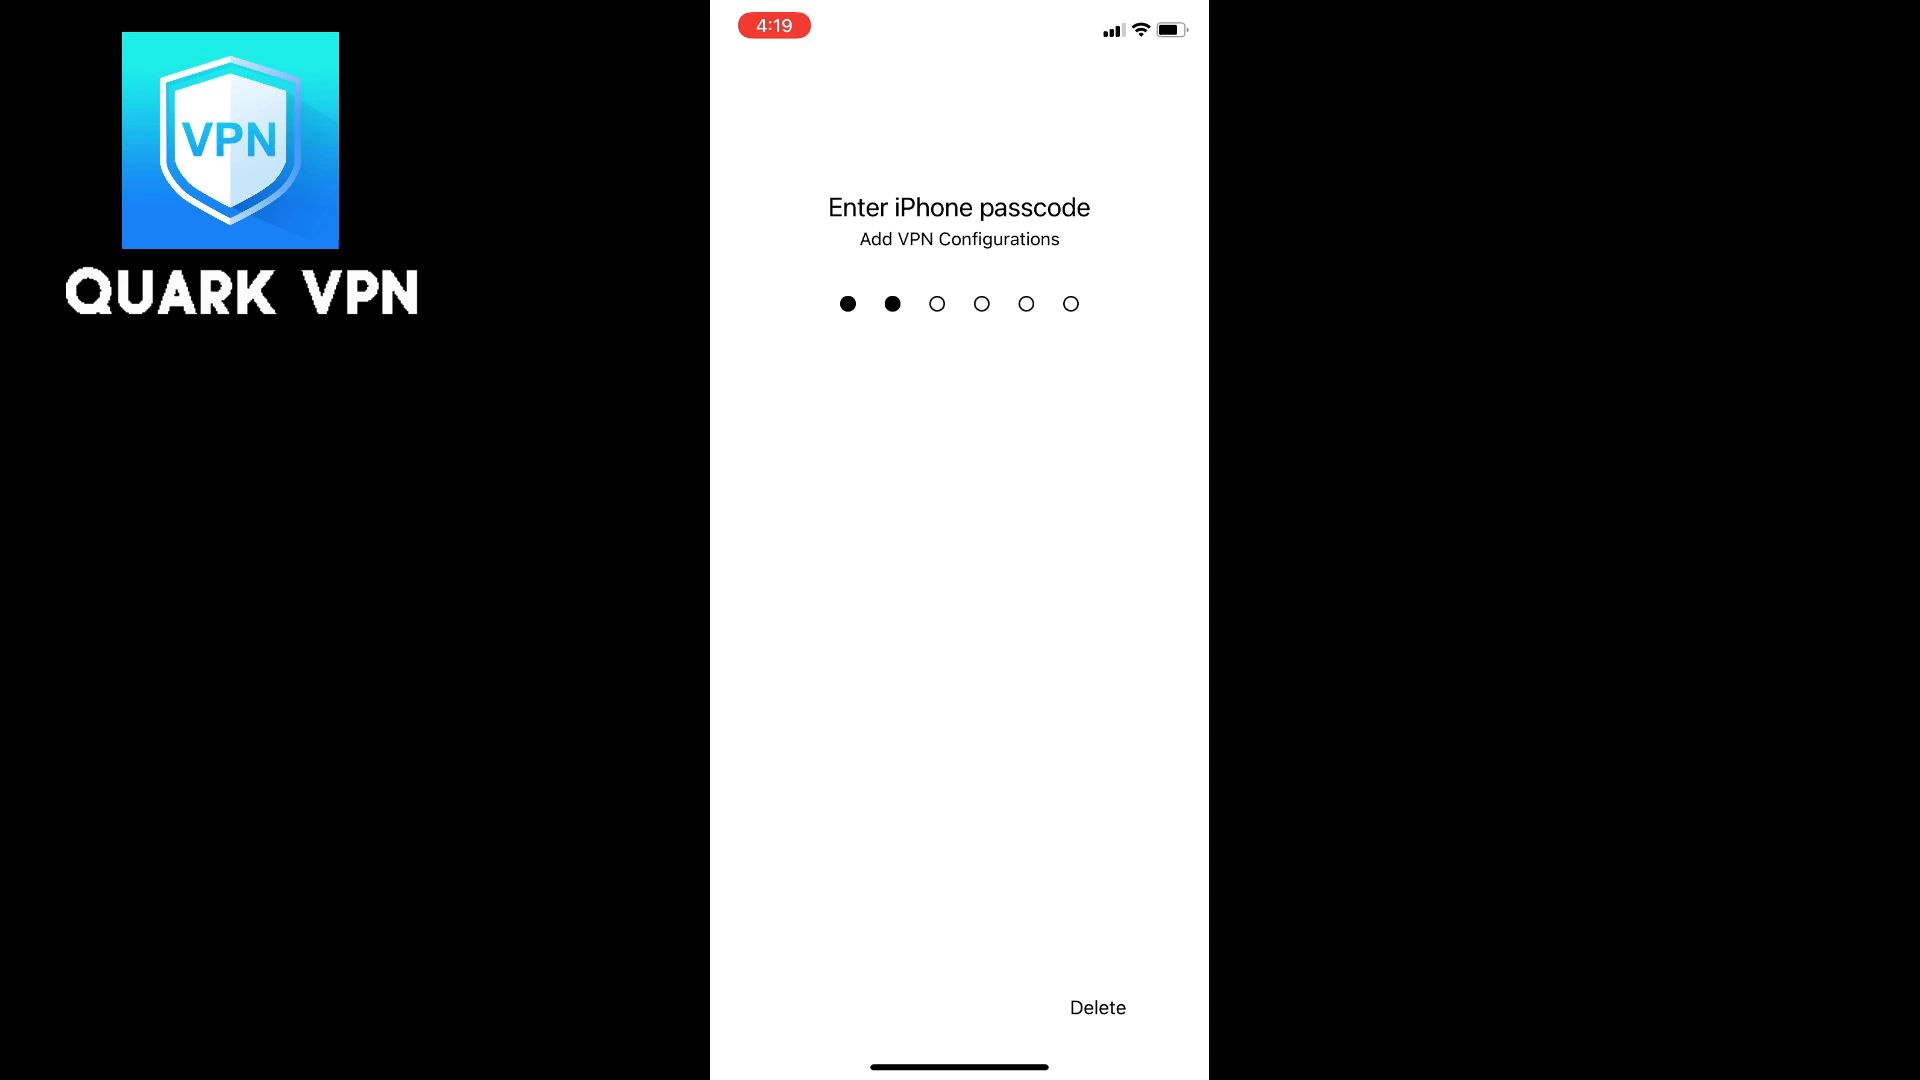 VPN
QUARK VPN
4:19
Enter iPhone passcode
Add VPN Configurations
Delete